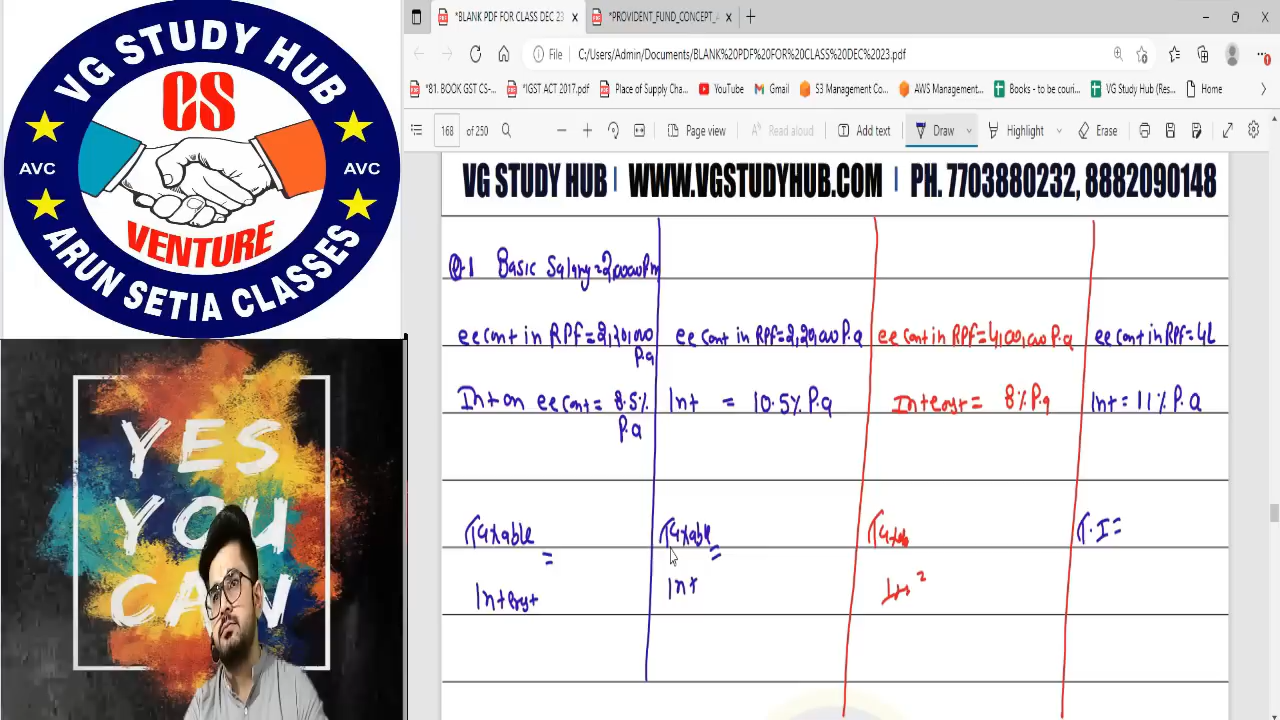 VG STUDY HUB
CS
AVC
AVC
VENTURE
ARUN SETIA CLASSES
YES
YOU
CAN
*BLANK PDF FOR CLASS DEC 23
*PROVIDENT_FUND_CONCEPT_
File
C:/Users/Admin/Documents/BLANK%20PDF%20FOR%20CLASS%20DEC%2023.pdf
*81. BOOK GST CS-...
*IGST ACT 2017.pdf
Place of Supply Cha...
YouTube
Gmail
S3 Management Co...
AWS Management...
Books - to be couri...
VG Study Hub (Res...
Home
168 of 250
Page view
Read aloud
Add text
Draw
Highlight
Erase
VG STUDY HUB | WWW.VGSTUDYHUB.COM | PH. 7703880232, 8882090148
Q.1 Basic Salary=
ee cont in RPF=
P.a
Int on ee Cont= 8.5%
P.a
Taxable
=
Interest
ee Cont in RPF=2,20,000 P.a
Int = 10.5% P.a
Taxable
=
Int
ee Cont in RPF=4,00,000 P.a
Interest= 8% P.a
ee Cont in RPF=4L
Int=11% P.a
T.I=